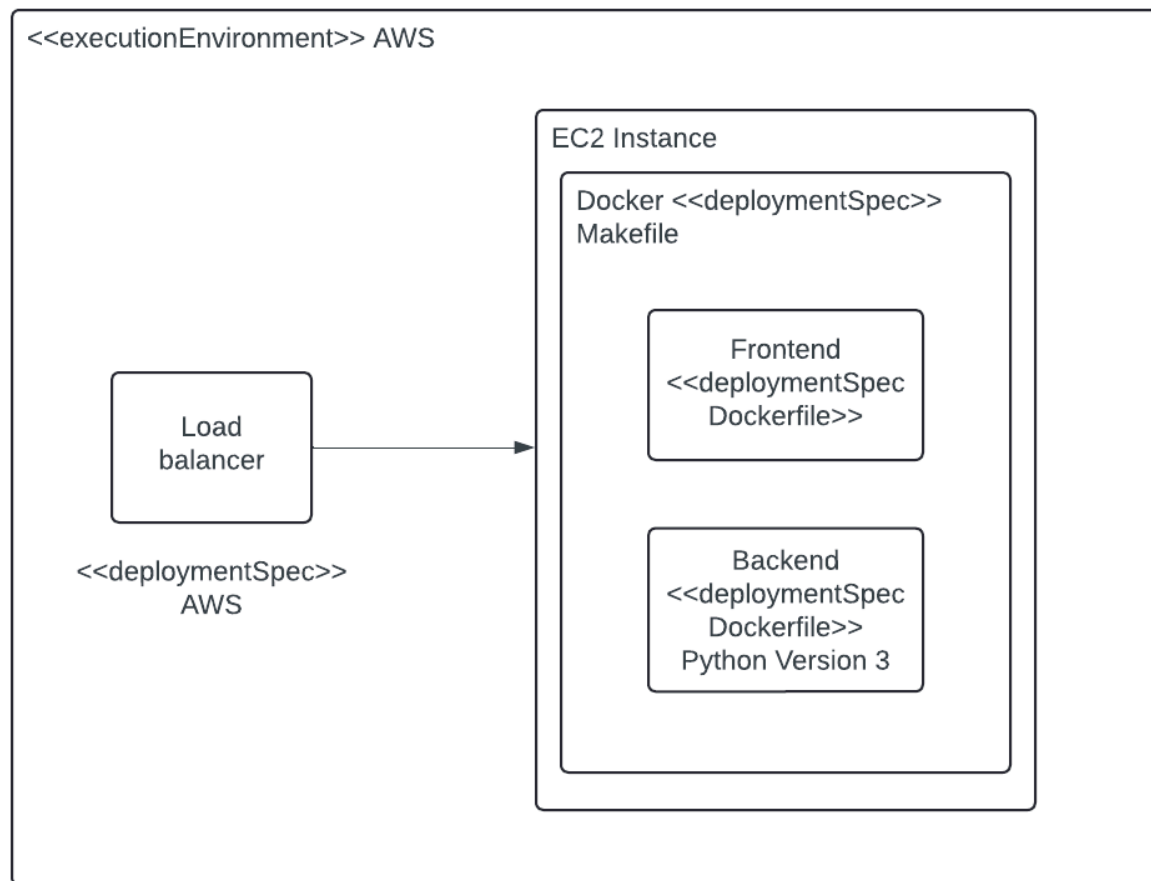 <<executionEnvironment>> AWS
EC2 Instance
Docker <<deploymentSpec>>
Makefile
Frontend
<<deploymentSpec
Dockerfile>>
Load
balancer
<<deploymentSpec>>
AWS
Backend
<<deploymentSpec
Dockerfile>>
Python Version 3